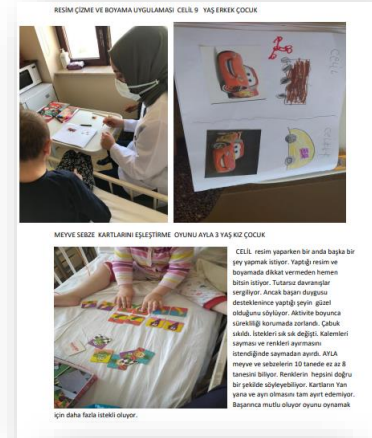 RESİM ÇİZME VE BOYAMA UYGULAMASI CELİL 9 YAŞ ERKEK ÇOCUK
CELİL
MEYVE SEBZE KARTLARINI EŞLEŞTİRME OYUNU AYLA 3 YAŞ KIZ ÇOCUK
CELİL resim yaparken bir anda başka bir
şey yapmak istiyor. Yaptığı resim ve
boyamada dikkat vermeden hemen
bitsin istiyor. Tutarsız davranışlar
sergiliyor. Ancak başarı duygusu
desteklenince yaptığı şeyin güzel
olduğunu söylüyor. Aktivite boyunca
sürekliliği korumada zorlandı. Çabuk
sıkıldı. İstekleri sık sık değişti. Kalemleri
sayması ve renkleri ayırmasını
istendiğinde saymadan ayırdı. AYLA
meyve ve sebzelerin 10 tanede ez az 8
tanesini biliyor. Renklerin hepsini doğru
bir şekilde söyleyebiliyor. Kartların Yan
yana ve ayrı olmasını tam ayırt edemiyor.
Başarınca mutlu oluyor oyunu oynamak
için daha fazla istekli oluyor.